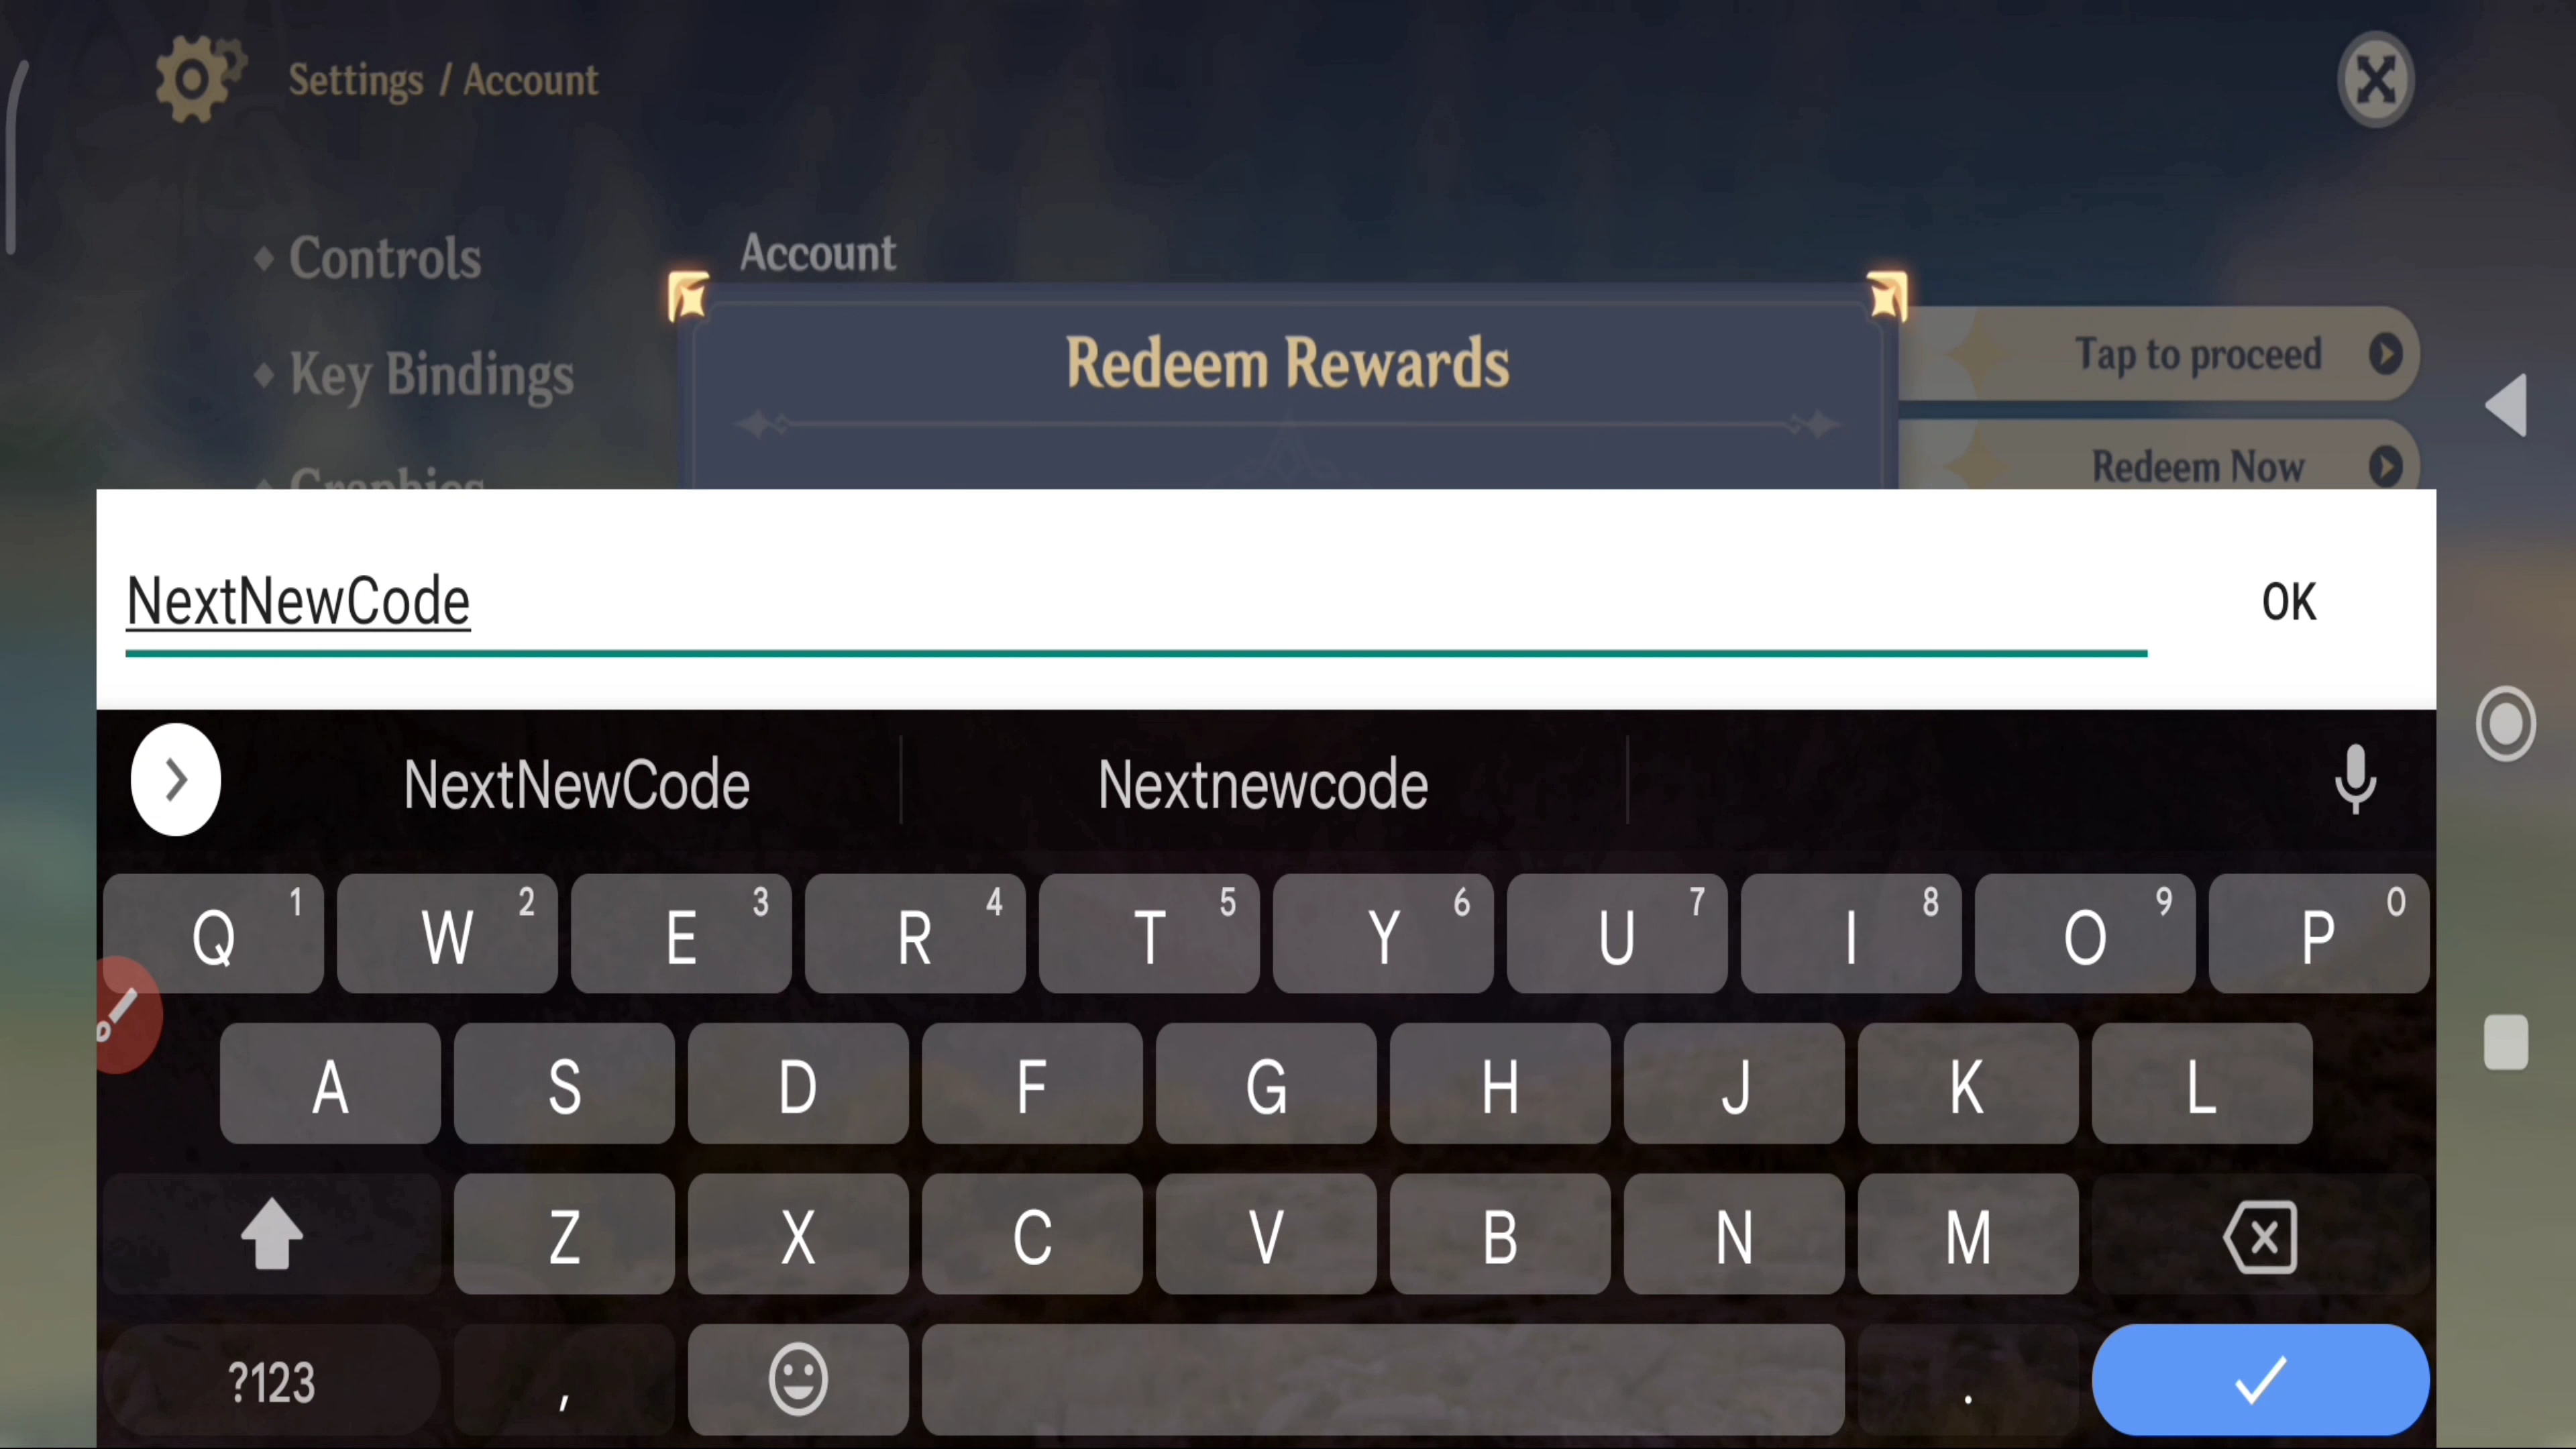 Settings / Account
Controls
Account
Key Bindings
Redeem Rewards
Tap to proceed
Graphics
Redeem Now
NextNewCode
OK
NextNewCode
Nextnewcode
Q 1 W 2 E 3 R 4 T 5 Y 6 U 7 I 8 O 9 P 0
A S D F G H J K L
Z X C V B N M
?123 , .